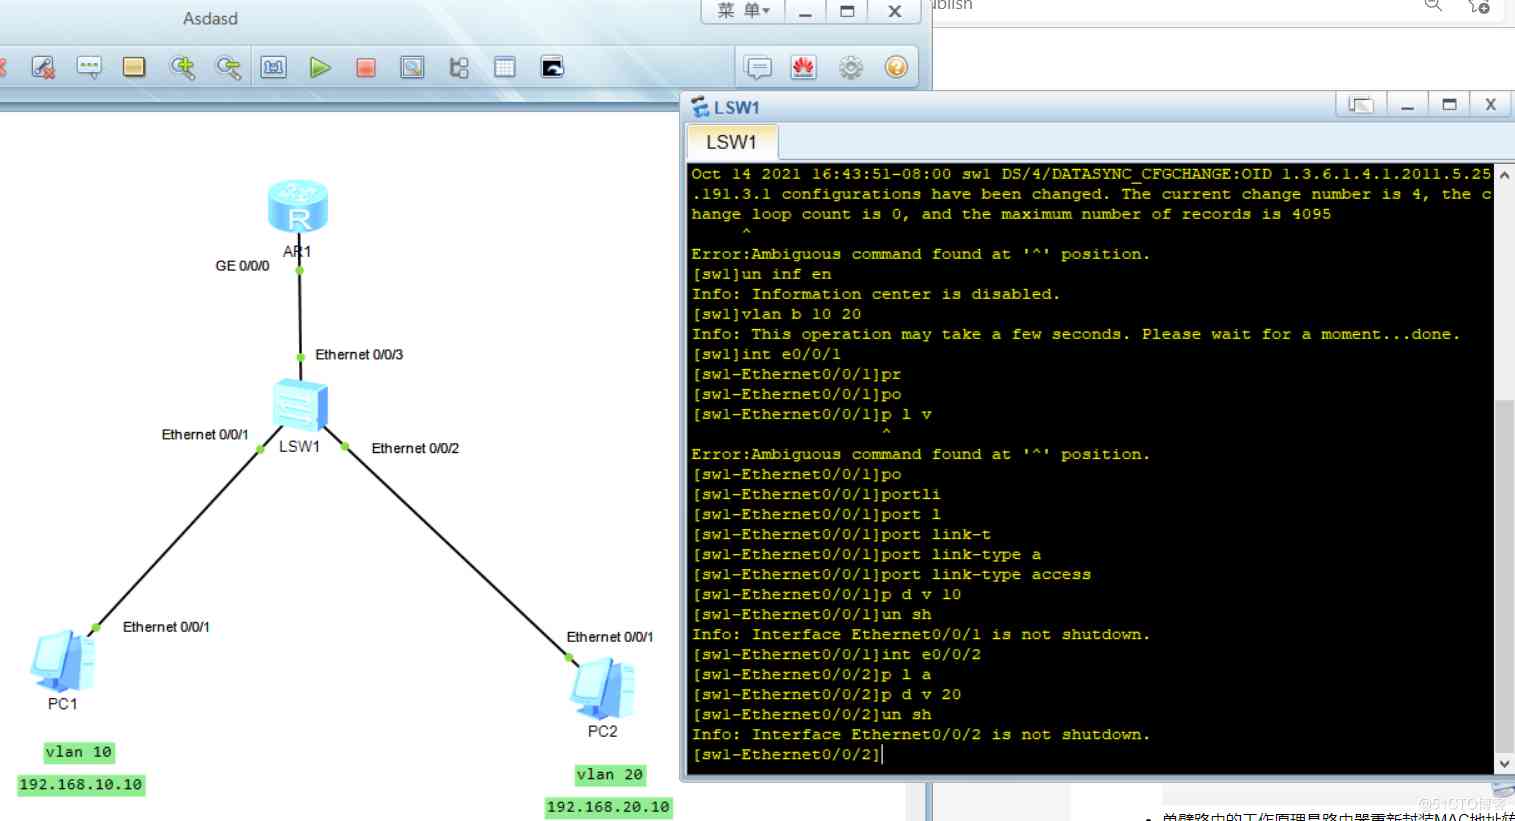 Asdasd
菜 单
ublish
LSW1
LSW1
Oct 14 2021 16:43:51-08:00 sw1 DS/4/DATASYNC_CFGCHANGE:OID 1.3.6.1.4.1.2011.5.25
.191.3.1 configurations have been changed. The current change number is 4, the c
hange loop count is 0, and the maximum number of records is 4095
^
Error:Ambiguous command found at '^' position.
[sw1]un inf en
Info: Information center is disabled.
[sw1]vlan b 10 20
Info: This operation may take a few seconds. Please wait for a moment...done.
[sw1]int e0/0/1
[sw1-Ethernet0/0/1]pr
[sw1-Ethernet0/0/1]po
[sw1-Ethernet0/0/1]p l v
^
Error:Ambiguous command found at '^' position.
[sw1-Ethernet0/0/1]po
[sw1-Ethernet0/0/1]portli
[sw1-Ethernet0/0/1]port l
[sw1-Ethernet0/0/1]port link-t
[sw1-Ethernet0/0/1]port link-type a
[sw1-Ethernet0/0/1]port link-type access
[sw1-Ethernet0/0/1]p d v 10
[sw1-Ethernet0/0/1]un sh
Info: Interface Ethernet0/0/1 is not shutdown.
[sw1-Ethernet0/0/1]int e0/0/2
[sw1-Ethernet0/0/2]p l a
[sw1-Ethernet0/0/2]p d v 20
[sw1-Ethernet0/0/2]un sh
Info: Interface Ethernet0/0/2 is not shutdown.
[sw1-Ethernet0/0/2]
R
AR1
GE 0/0/0
Ethernet 0/0/3
Ethernet 0/0/1
LSW1
Ethernet 0/0/2
Ethernet 0/0/1
Ethernet 0/0/1
PC1
PC2
vlan 10
192.168.10.10
vlan 20
192.168.20.10
@51CTO博客
单臂路由的工作原理是路由器重新封装MAC地址转